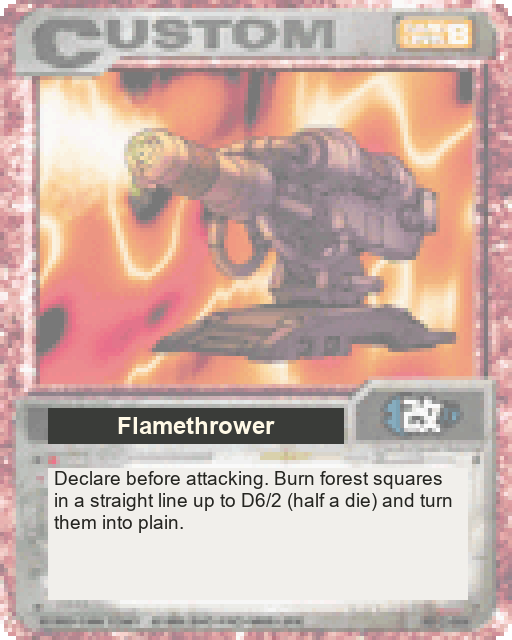 CUSTOM
Flamethrower
Declare before attacking. Burn forest squares
in a straight line up to D6/2 (half a die) and turn
them into plain.